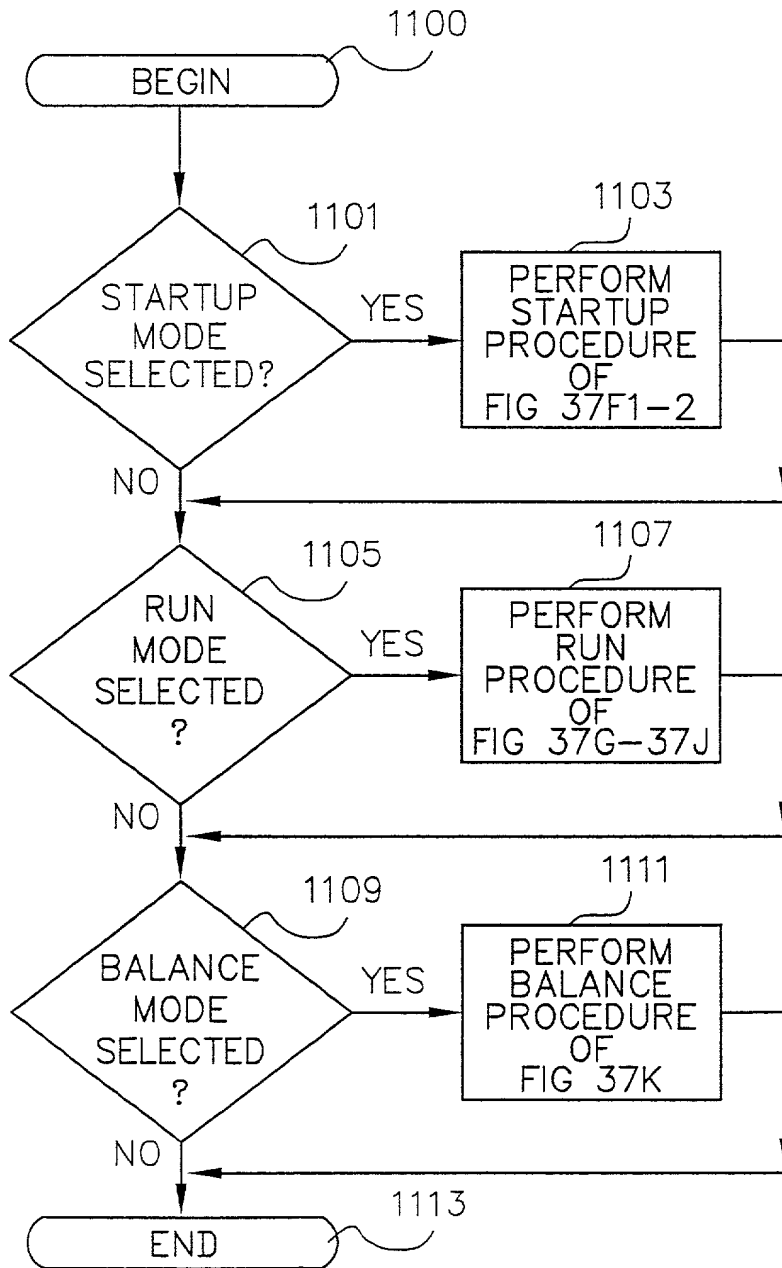 1100
BEGIN
1101
STARTUP
MODE
SELECTED?
YES
1103
PERFORM
STARTUP
PROCEDURE
OF
FIG 37F1-2
NO
1105
RUN
MODE
SELECTED
?
YES
1107
PERFORM
RUN
PROCEDURE
OF
FIG 37G-37J
NO
1109
BALANCE
MODE
SELECTED
?
YES
1111
PERFORM
BALANCE
PROCEDURE
OF
FIG 37K
NO
1113
END